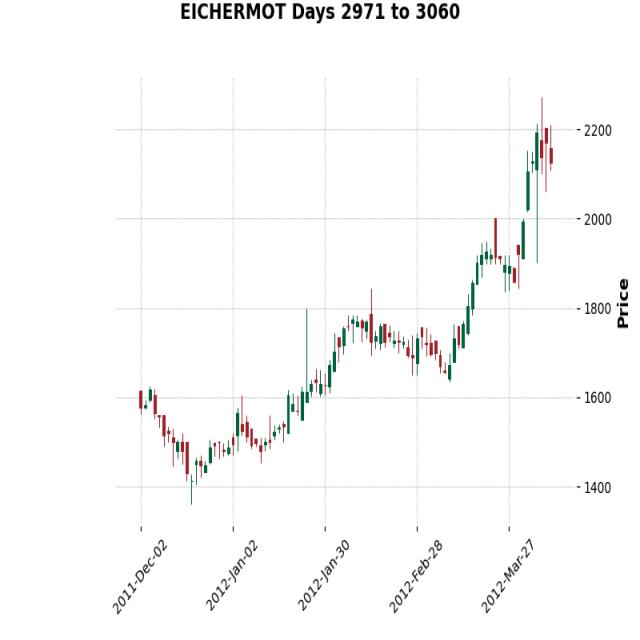 EICHERMOT Days 2971 to 3060
2200
2000
1800
1600
1400
Price
2011-Dec-02
2012-Jan-02
2012-Jan-30
2012-Feb-28
2012-Mar-27